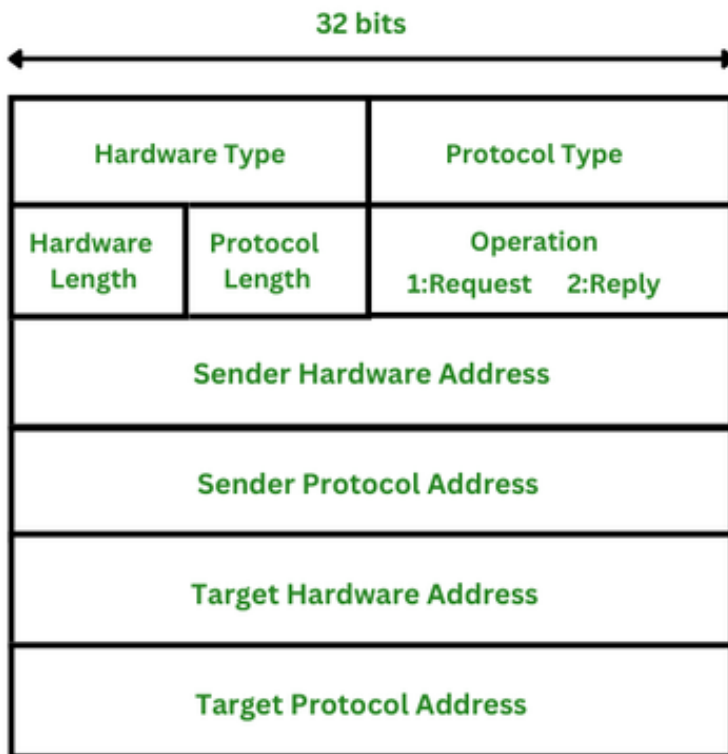 32 bits
Hardware Type
Protocol Type
Hardware
Length
Protocol
Length
Operation
1:Request 2:Reply
Sender Hardware Address
Sender Protocol Address
Target Hardware Address
Target Protocol Address